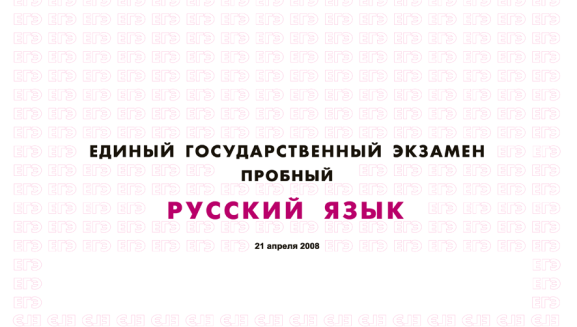 ЕДИНЫЙ ГОСУДАРСТВЕННЫЙ ЭКЗАМЕН
ПРОБНЫЙ
РУССКИЙ ЯЗЫК
21 апреля 2008